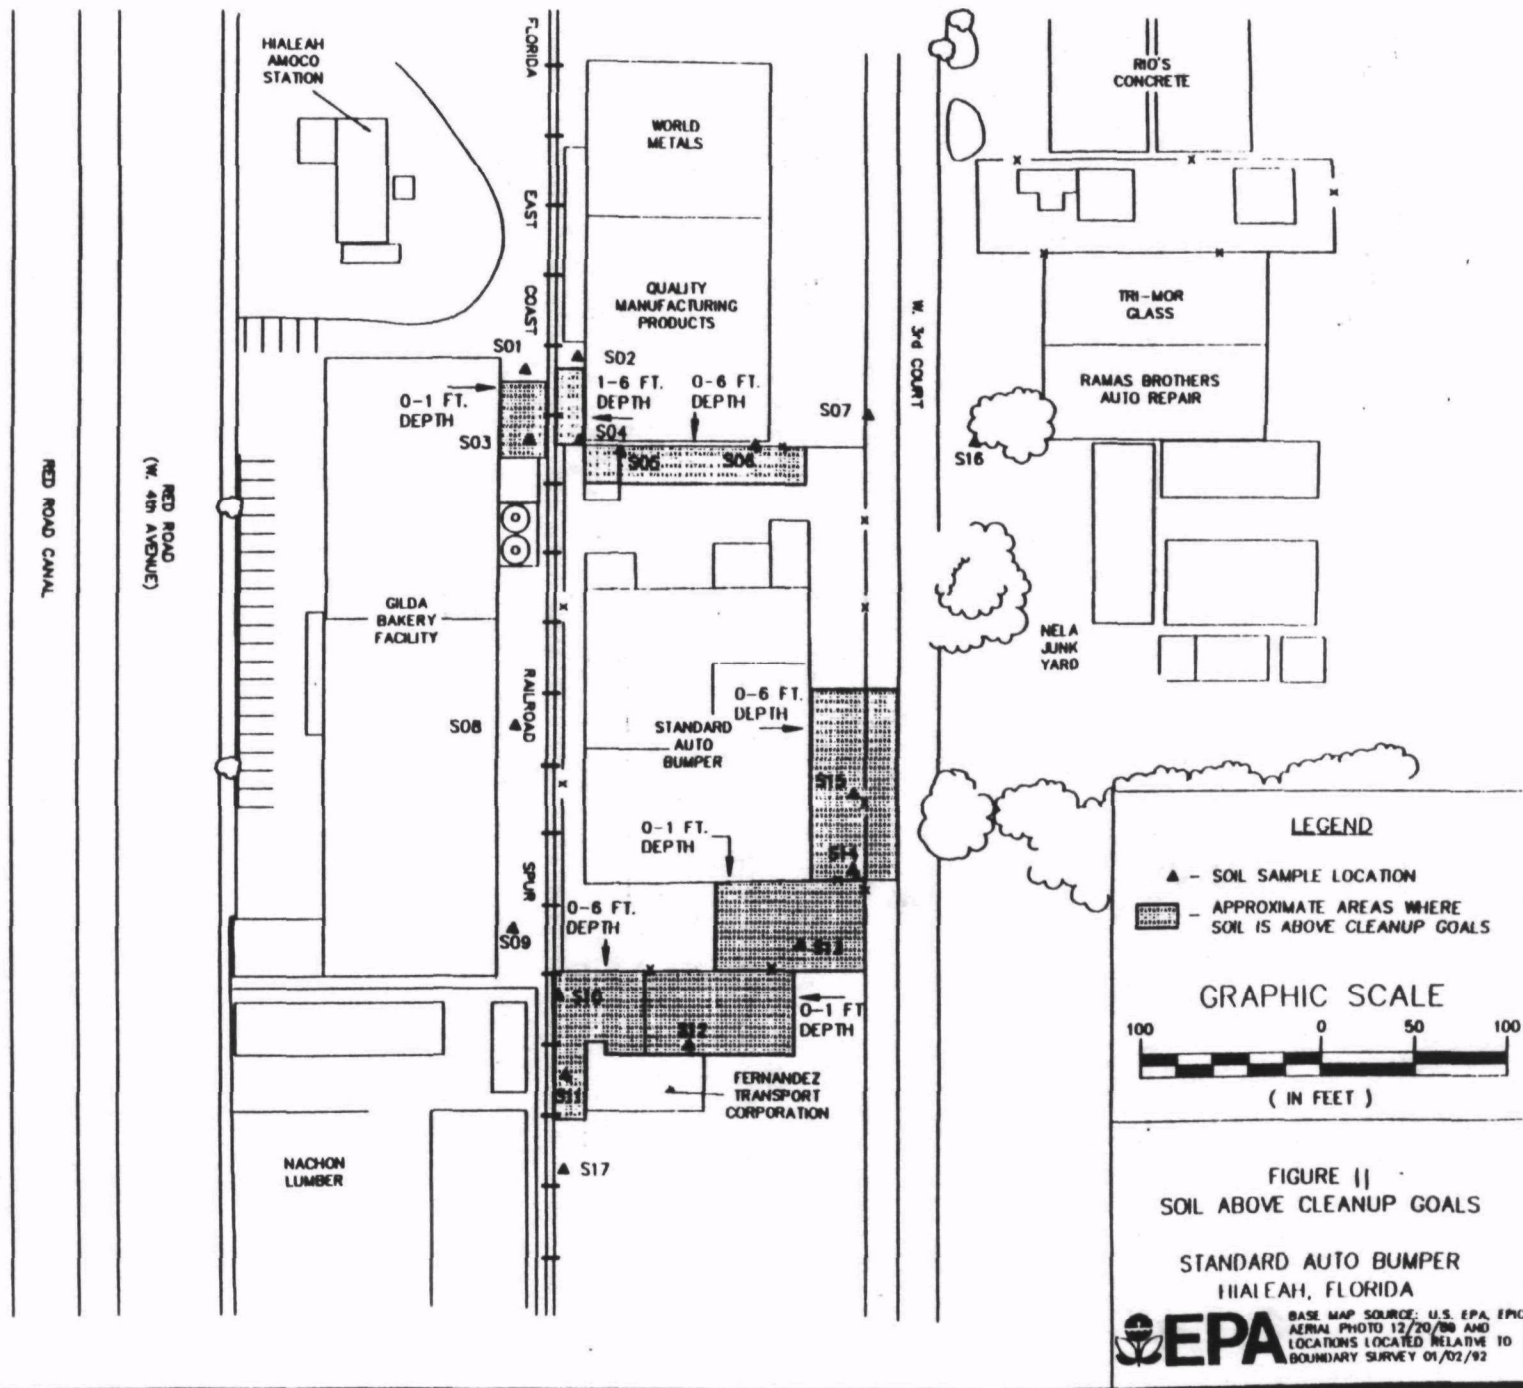 HIALEAH
AMOCO
STATION
FLORIDA
EAST
COAST
RAILROAD
SPUR
WORLD
METALS
QUALITY
MANUFACTURING
PRODUCTS
RIO'S
CONCRETE
TRI-MOR
GLASS
RAMAS BROTHERS
AUTO REPAIR
W. 3rd COURT
S01
S02
0-1 FT.
DEPTH
1-6 FT.
DEPTH
0-6 FT.
DEPTH
S03
S04
S05
S06
S07
S16
RED ROAD CANAL
RED ROAD
(W. 4th AVENUE)
GILDA
BAKERY
FACILITY
NELA
JUNK
YARD
S08
STANDARD
AUTO
BUMPER
0-6 FT.
DEPTH
S15
0-1 FT.
DEPTH
S14
0-6 FT.
DEPTH
S09
S13
S10
S12
0-1 FT
DEPTH
S11
FERNANDEZ
TRANSPORT
CORPORATION
S17
NACHON
LUMBER
LEGEND
▲ - SOIL SAMPLE LOCATION
- APPROXIMATE AREAS WHERE
SOIL IS ABOVE CLEANUP GOALS
GRAPHIC SCALE
100 0 50 100
( IN FEET )
FIGURE 11
SOIL ABOVE CLEANUP GOALS
STANDARD AUTO BUMPER
HIALEAH, FLORIDA
EPA
BASE MAP SOURCE: U.S. EPA, EPIC
AERIAL PHOTO 12/20/88 AND
LOCATIONS LOCATED RELATIVE TO
BOUNDARY SURVEY 01/02/92